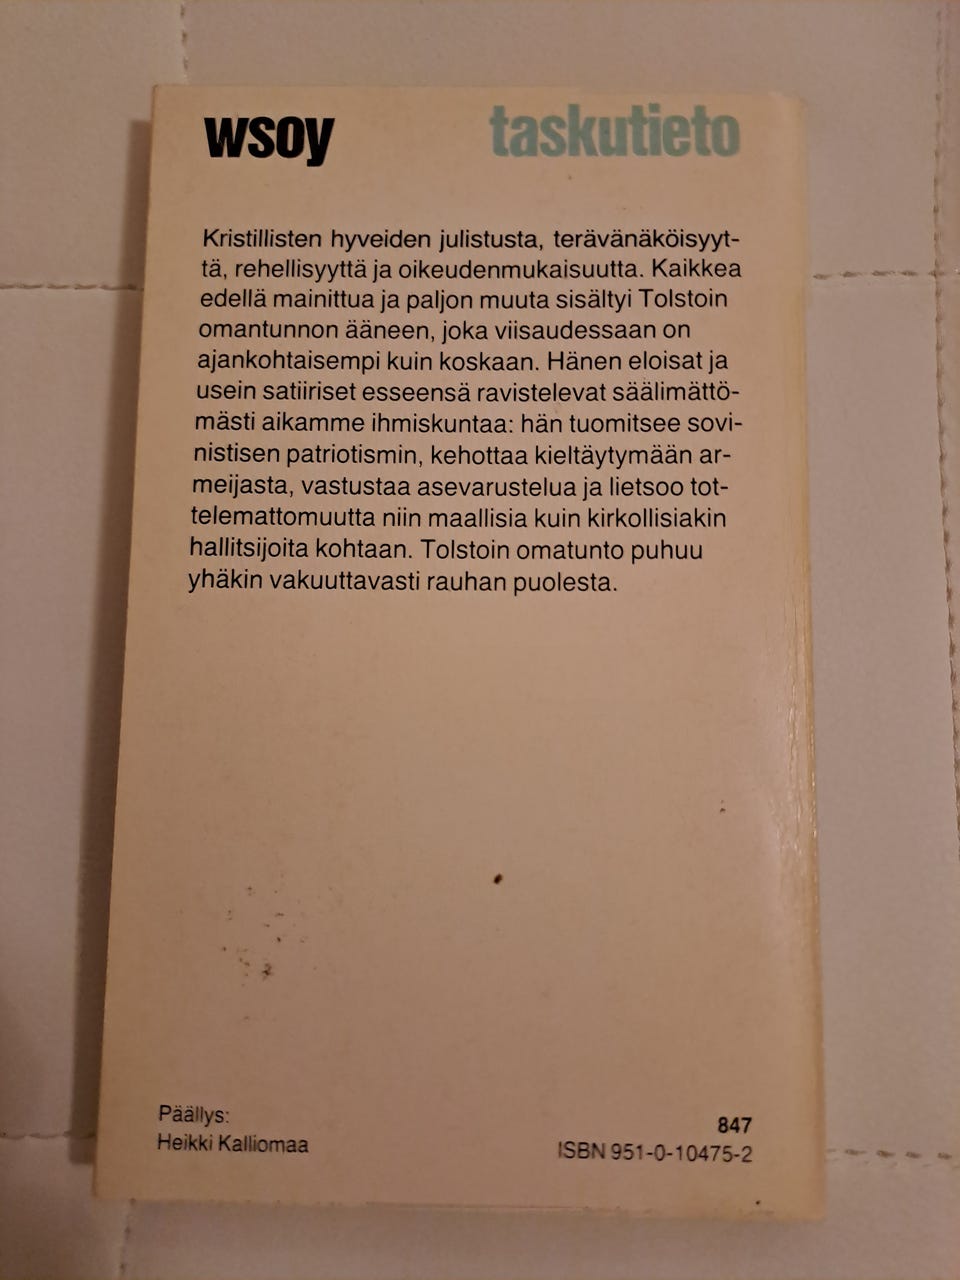 wsoy taskutieto
Kristillisten hyveiden julistusta, terävänäköisyyt-
tä, rehellisyyttä ja oikeudenmukaisuutta. Kaikkea
edellä mainittua ja paljon muuta sisältyi Tolstoin
omantunnon ääneen, joka viisaudessaan on
ajankohtaisempi kuin koskaan. Hänen eloisat ja
usein satiiriset esseensä ravistelevat säälimättö-
mästi aikamme ihmiskuntaa: hän tuomitsee sovi-
nistisen patriotismin, kehottaa kieltäytymään ar-
meijasta, vastustaa asevarustelua ja lietsoo tot-
telemattomuutta niin maallisia kuin kirkollisiakin
hallitsijoita kohtaan. Tolstoin omatunto puhuu
yhäkin vakuuttavasti rauhan puolesta.
Päällys:
Heikki Kalliomaa
847
ISBN 951-0-10475-2